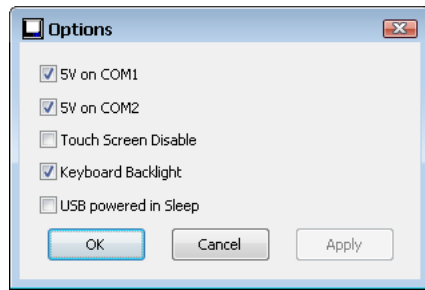 Options
5V on COM1
5V on COM2
Touch Screen Disable
Keyboard Backlight
USB powered in Sleep
OK Cancel Apply